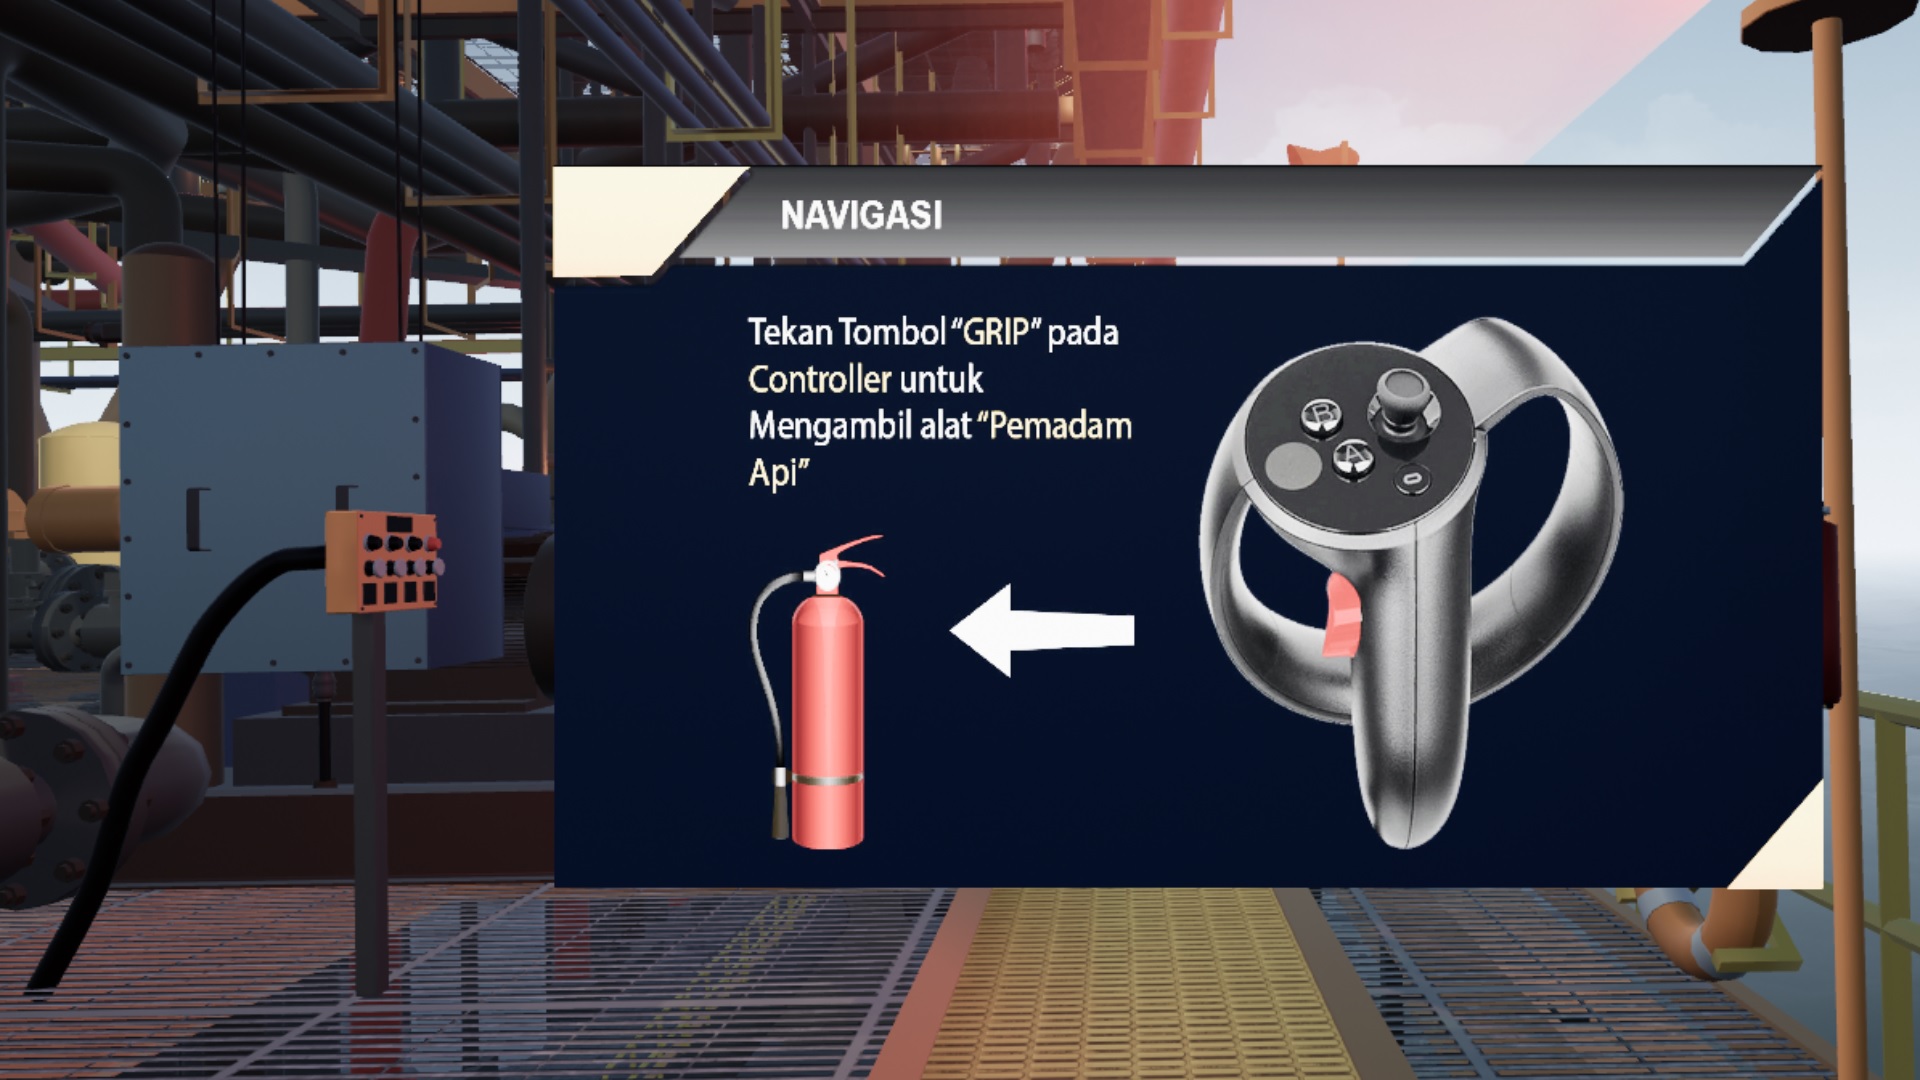 NAVIGASI
Tekan Tombol “GRIP” pada
Controller untuk
Mengambil alat “Pemadam
Api”
B
A